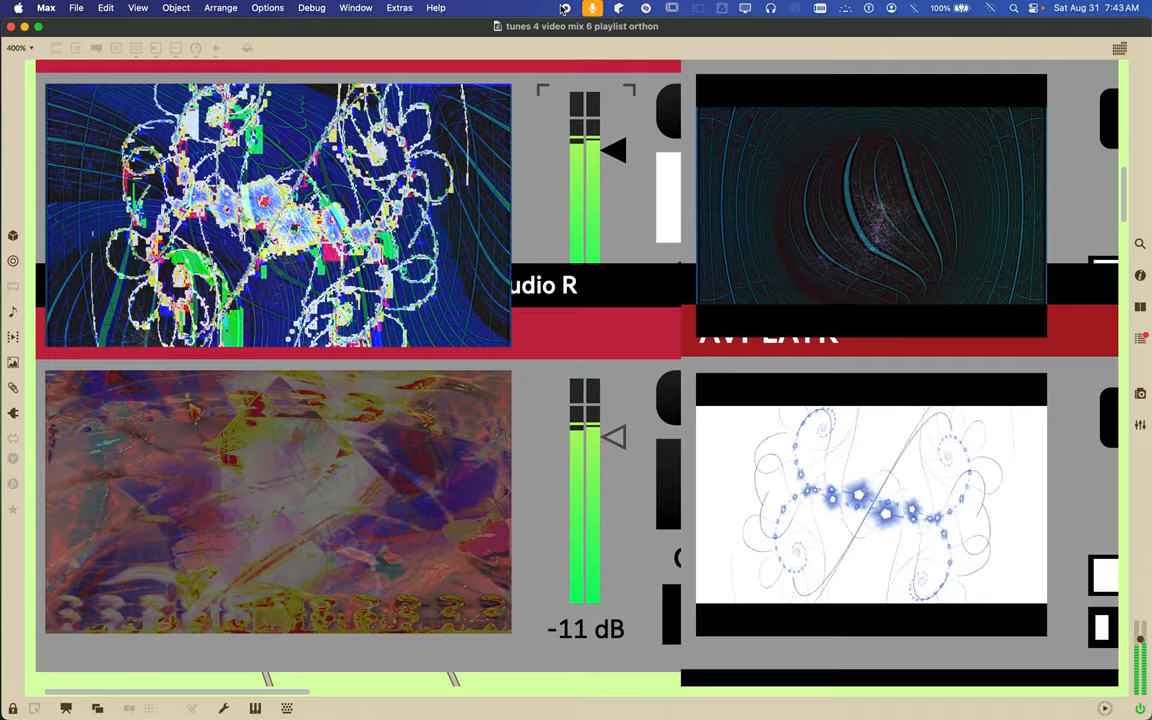 Max File Edit View Object Arrange Options Debug Window Extras Help 100% Sat Aug 31 7:43 AM
tunes 4 video mix 6 playlist orthon
400%
udio R
-11 dB